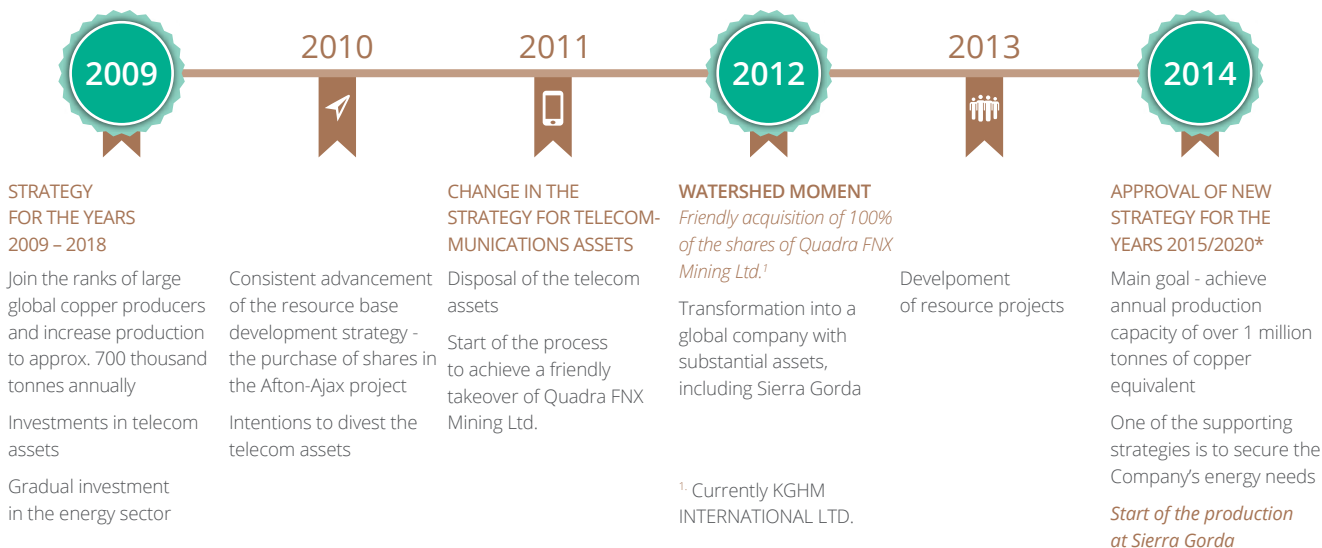 2009
2010
2011
2012
2013
2014
STRATEGY
FOR THE YEARS
2009 – 2018
Join the ranks of large
global copper producers
and increase production
to approx. 700 thousand
tonnes annually
Investments in telecom
assets
Gradual investment
in the energy sector
Consistent advancement
of the resource base
development strategy -
the purchase of shares in
the Afton-Ajax project
Intentions to divest the
telecom assets
CHANGE IN THE
STRATEGY FOR TELECOM-
MUNICATIONS ASSETS
Disposal of the telecom
assets
Start of the process
to achieve a friendly
takeover of Quadra FNX
Mining Ltd.
WATERSHED MOMENT
Friendly acquisition of 100%
of the shares of Quadra FNX
Mining Ltd.¹
Transformation into a
global company with
substantial assets,
including Sierra Gorda
¹· Currently KGHM
INTERNATIONAL LTD.
Develpoment
of resource projects
APPROVAL OF NEW
STRATEGY FOR THE
YEARS 2015/2020*
Main goal - achieve
annual production
capacity of over 1 million
tonnes of copper
equivalent
One of the supporting
strategies is to secure the
Company’s energy needs
Start of the production
at Sierra Gorda